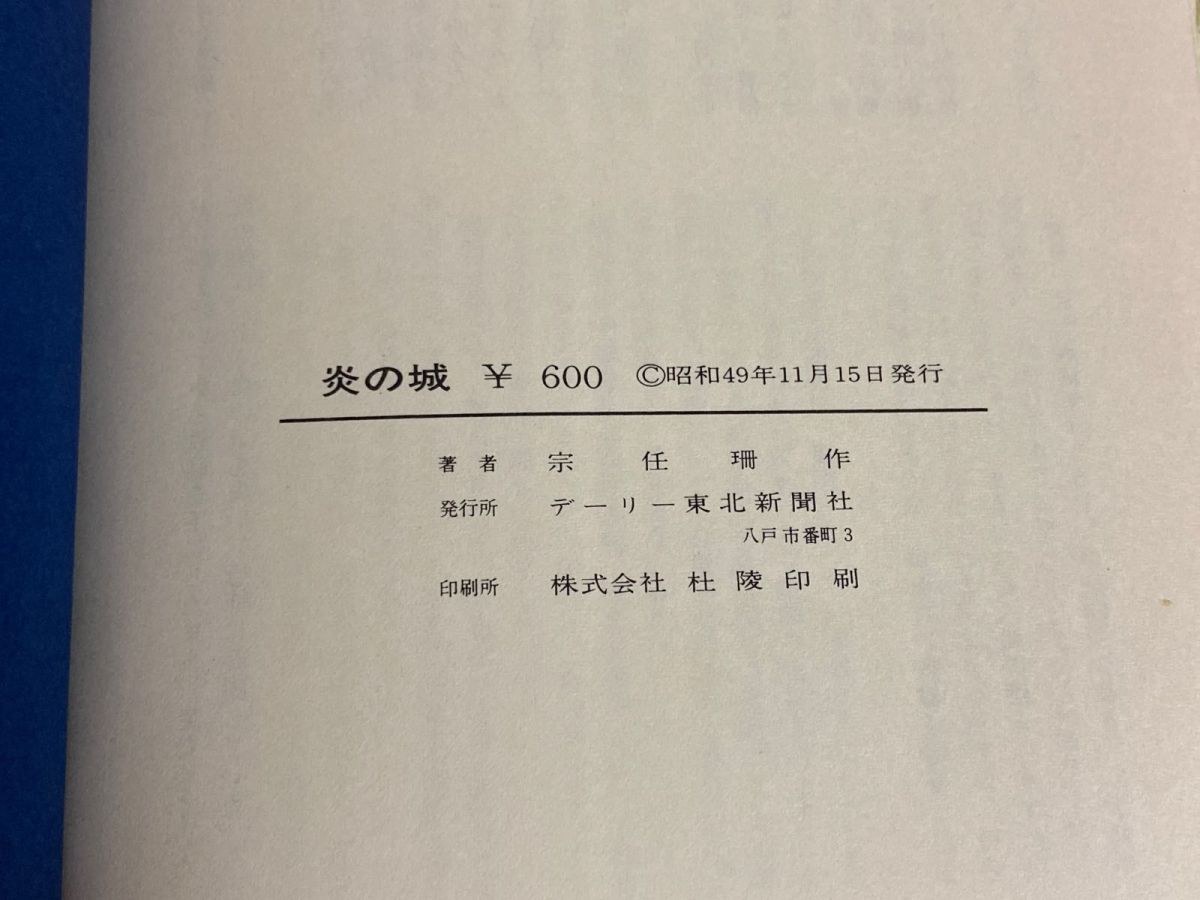 炎の城 ¥ 600 ©昭和49年11月15日発行
著者 宗任珊作
発行所 デーリー東北新聞社
八戸市番町3
印刷所 株式会社杜陵印刷